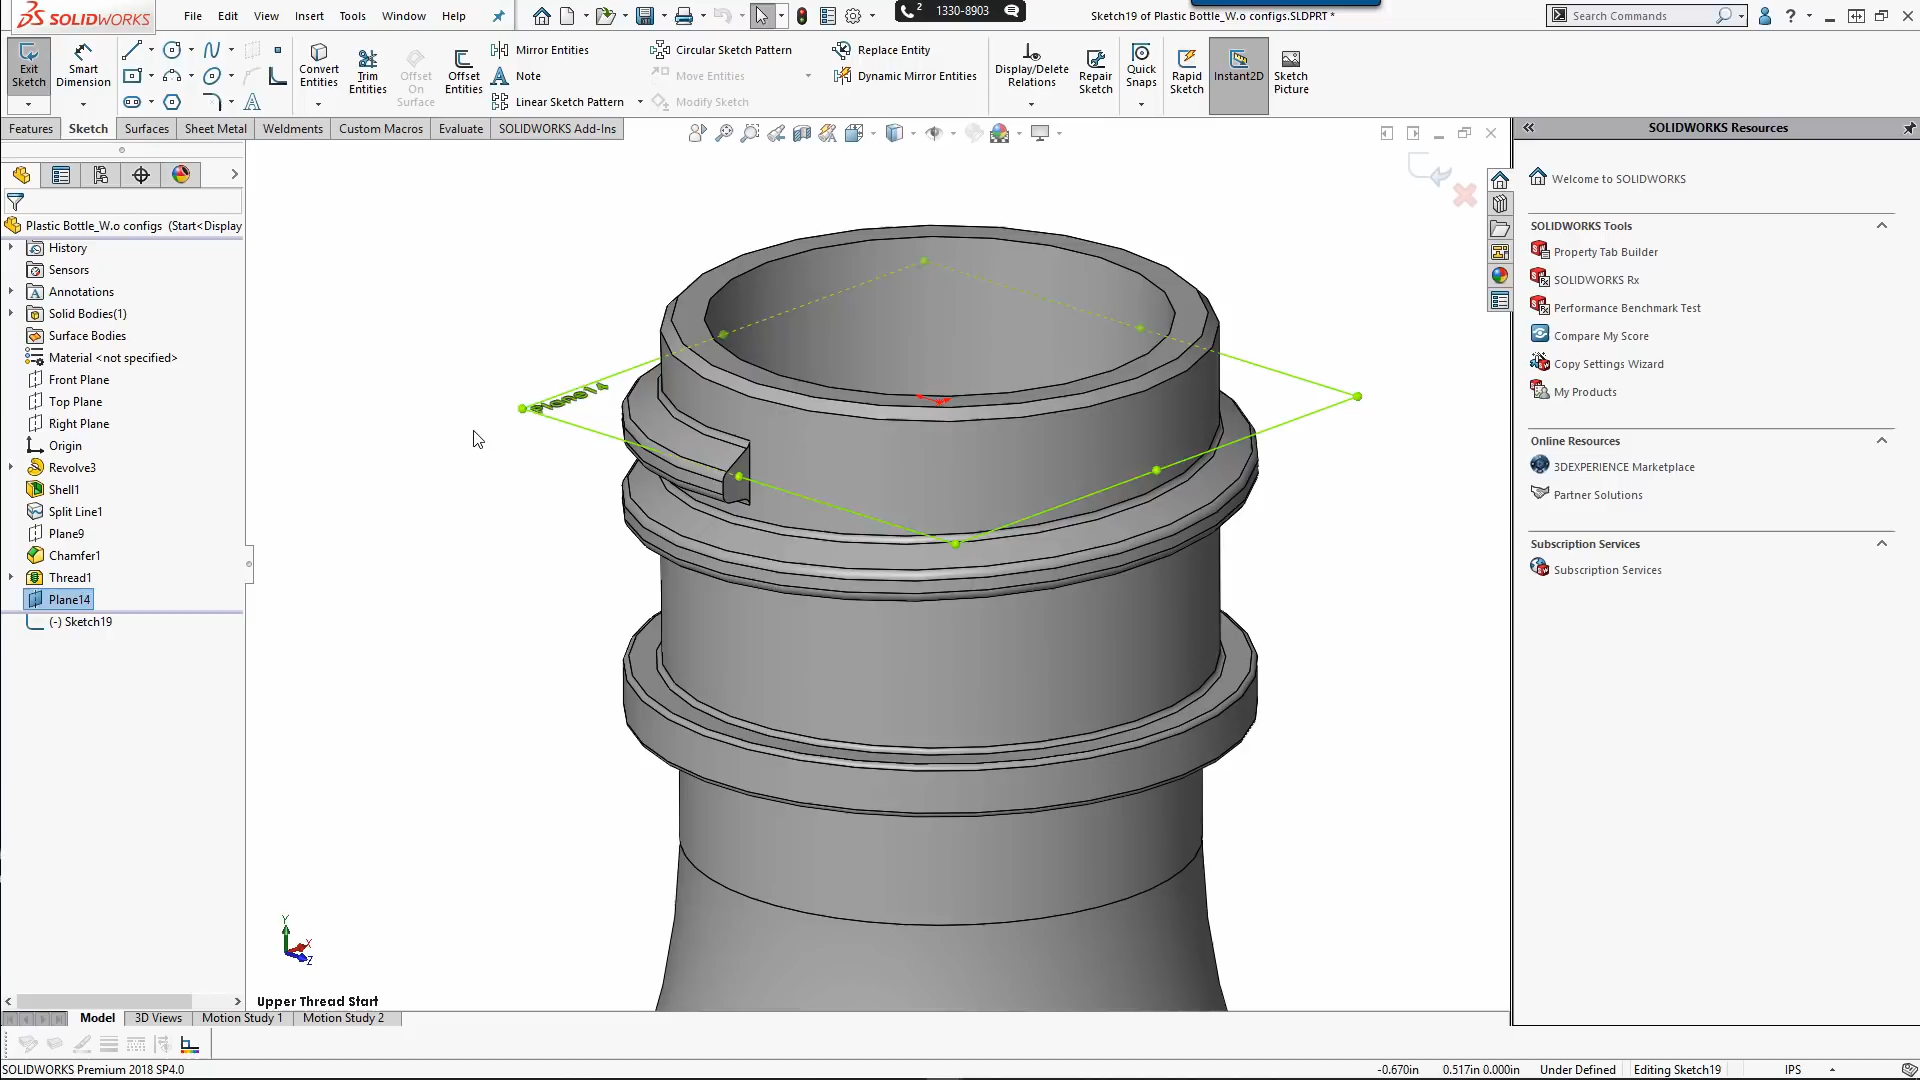 SOLIDWORKS File Edit View Insert Tools Window Help
2 1330-8903
Sketch19 of Plastic Bottle_W.o configs.SLDPRT *
Search Commands
Exit Sketch
Smart Dimension
Convert Entities
Trim Entities
Offset On Surface
Offset Entities
Mirror Entities
Note
Linear Sketch Pattern
Circular Sketch Pattern
Move Entities
Modify Sketch
Replace Entity
Dynamic Mirror Entities
Display/Delete Relations
Repair Sketch
Quick Snaps
Rapid Sketch
Instant2D
Sketch Picture
Features Sketch Surfaces Sheet Metal Weldments Custom Macros Evaluate SOLIDWORKS Add-Ins
Plastic Bottle_W.o configs (Start<Display
History
Sensors
Annotations
Solid Bodies(1)
Surface Bodies
Material <not specified>
Front Plane
Top Plane
Right Plane
Origin
Revolve3
Shell1
Split Line1
Plane9
Chamfer1
Thread1
Plane14
(-) Sketch19
Plane14
Y
X
Z
Upper Thread Start
SOLIDWORKS Resources
Welcome to SOLIDWORKS
SOLIDWORKS Tools
Property Tab Builder
SOLIDWORKS Rx
Performance Benchmark Test
Compare My Score
Copy Settings Wizard
My Products
Online Resources
3DEXPERIENCE Marketplace
Partner Solutions
Subscription Services
Subscription Services
Model 3D Views Motion Study 1 Motion Study 2
SOLIDWORKS Premium 2018 SP4.0
-0.670in 0.517in 0.000in Under Defined Editing Sketch19 IPS